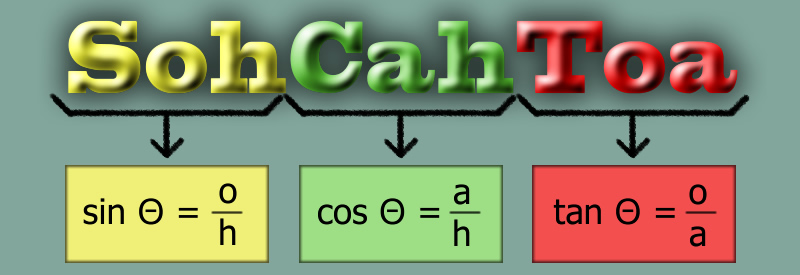 SohCahToa
sin Θ = o/h
cos Θ = a/h
tan Θ = o/a